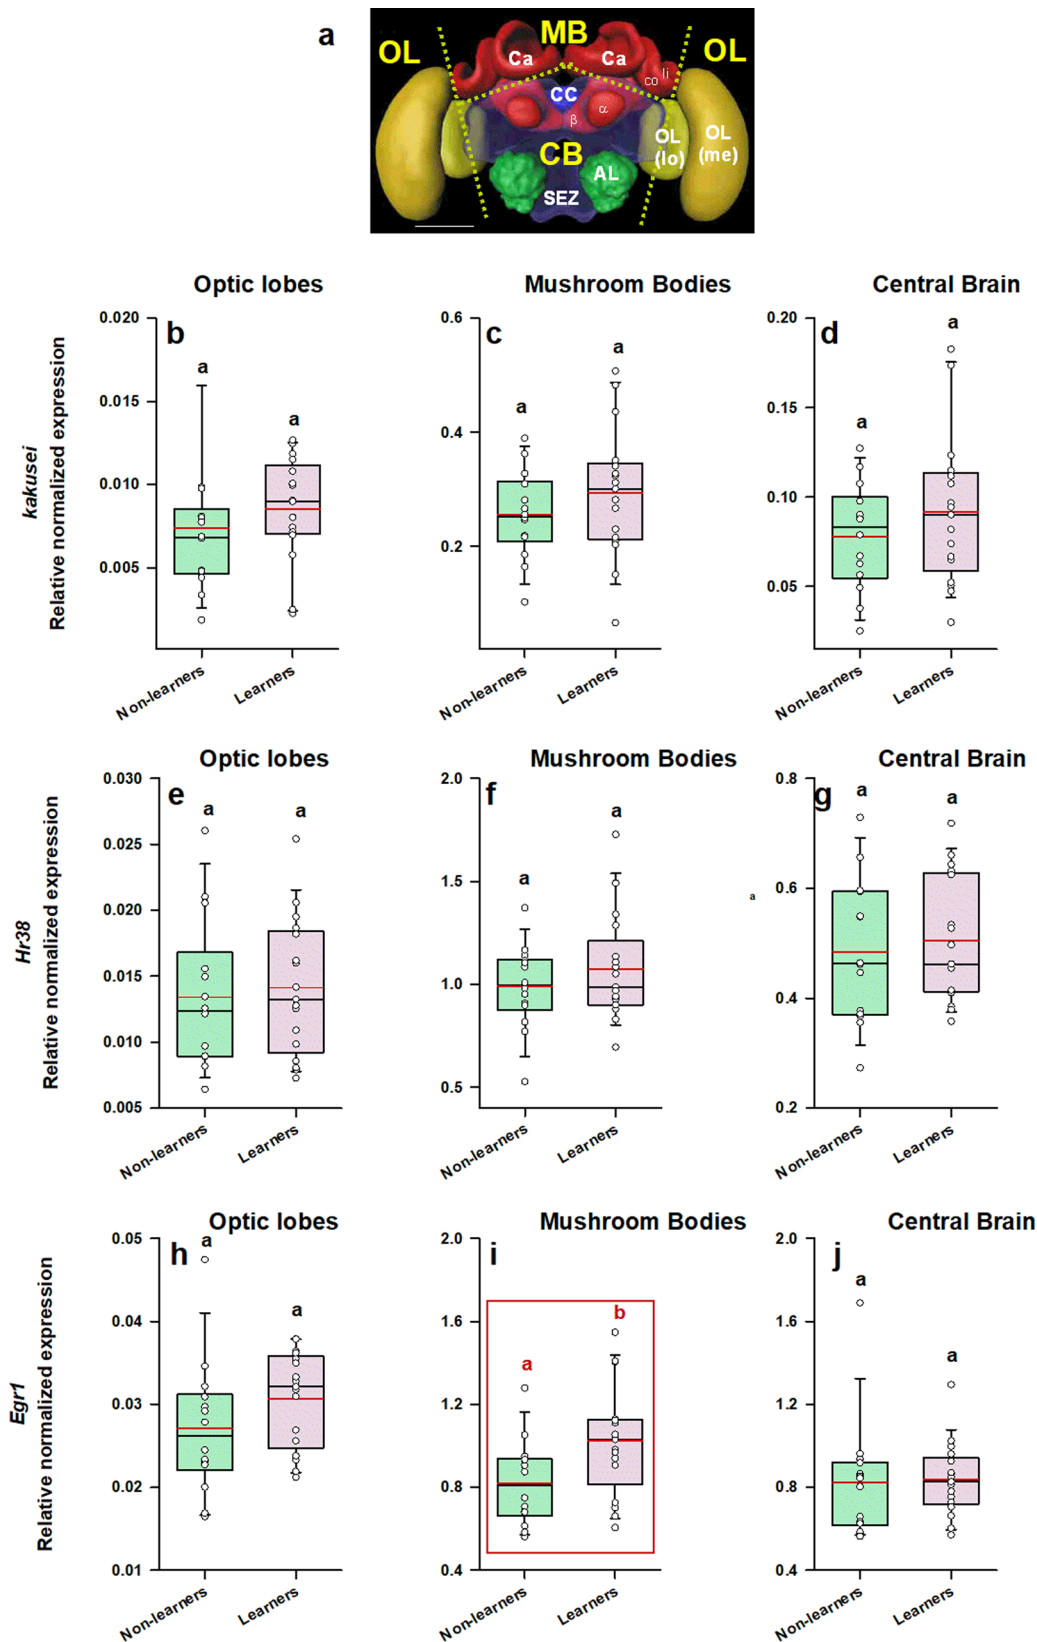 a
OL
MB
OL
Ca
Ca
co
li
CC
α
β
OL
(lo)
OL
(me)
CB
AL
SEZ
Optic lobes
Mushroom Bodies
Central Brain
kakusei
Relative normalized expression
b
0.020
0.015
0.010
0.005
a
a
Non-learners
Learners
c
0.6
0.4
0.2
a
a
Non-learners
Learners
d
0.20
0.15
0.10
0.05
a
a
Non-learners
Learners
Optic lobes
Mushroom Bodies
Central Brain
Hr38
Relative normalized expression
e
0.030
0.025
0.020
0.015
0.010
0.005
a
a
Non-learners
Learners
f
2.0
1.5
1.0
0.5
a
a
Non-learners
Learners
g
0.8
0.6
0.4
0.2
a
a
a
Non-learners
Learners
Optic lobes
Mushroom Bodies
Central Brain
Egr1
Relative normalized expression
h
0.05
0.04
0.03
0.02
0.01
a
a
Non-learners
Learners
i
2.0
1.6
1.2
0.8
0.4
a
b
Non-learners
Learners
j
2.0
1.6
1.2
0.8
0.4
a
a
Non-learners
Learners